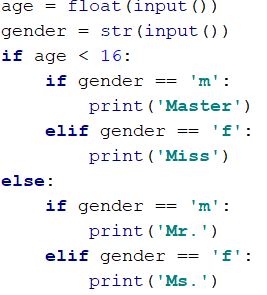 age = float(input())
gender = str(input())
if age < 16:
    if gender == 'm':
        print('Master')
    elif gender == 'f':
        print('Miss')
else:
    if gender == 'm':
        print('Mr.')
    elif gender == 'f':
        print('Ms.')